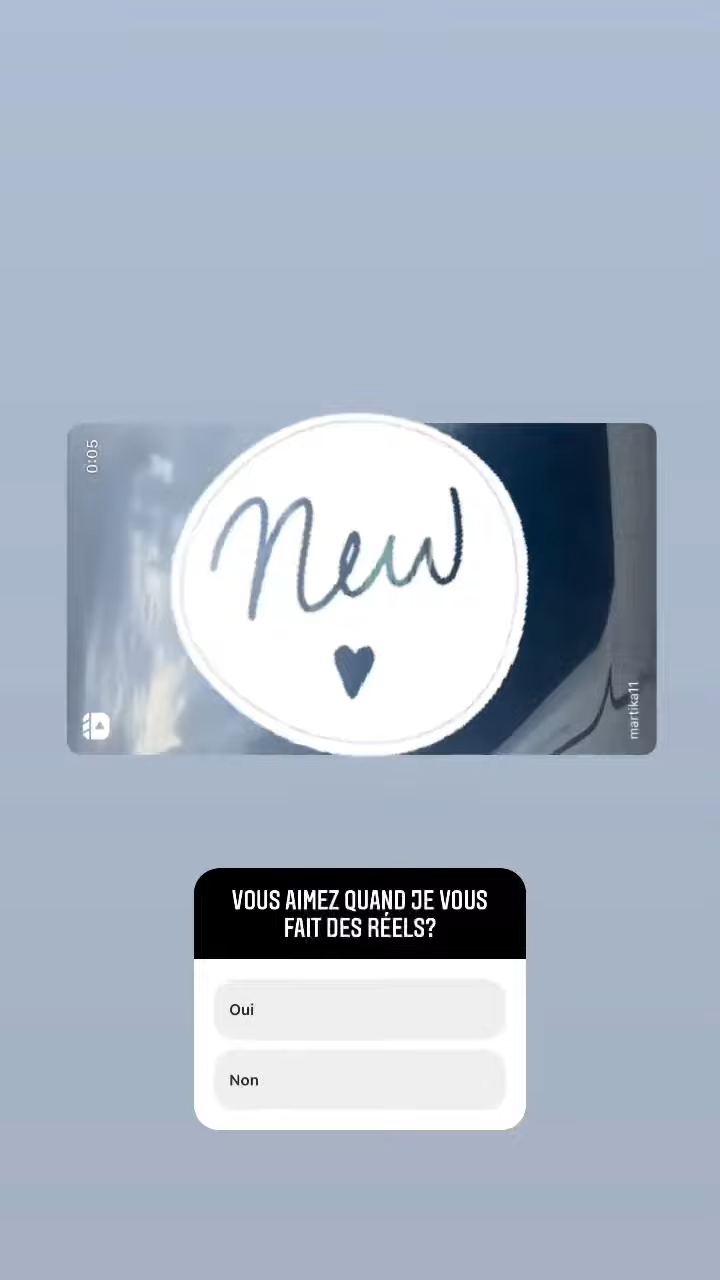 0:05
new
martika11
VOUS AIMEZ QUAND JE VOUS
FAIT DES RÉELS?
Oui
Non